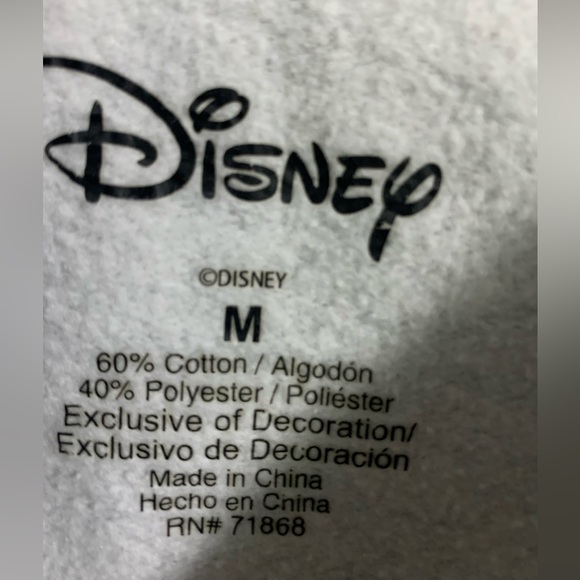 Disney
©DISNEY
M
60% Cotton / Algodón
40% Polyester / Poliéster
Exclusive of Decoration/
Exclusivo de Decoración
Made in China
Hecho en China
RN# 71868